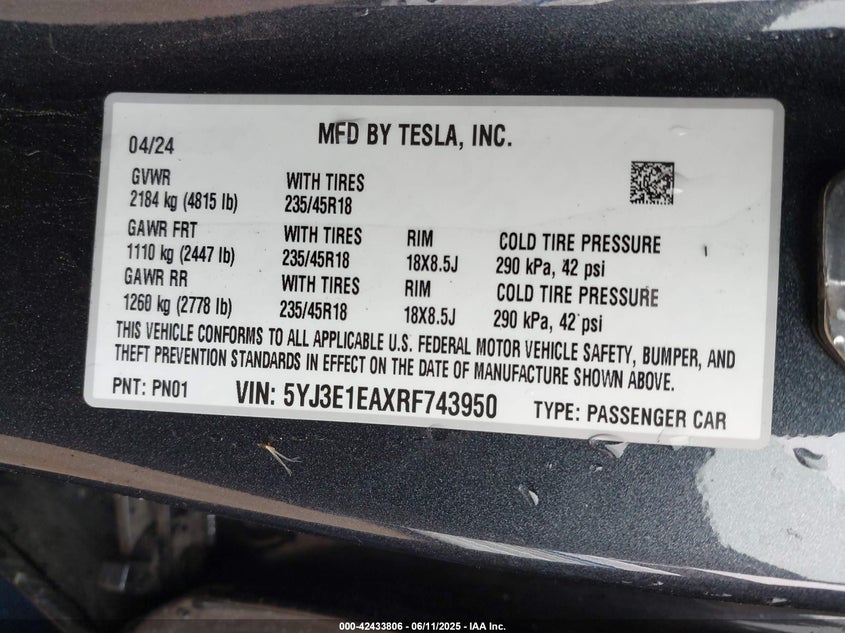 MFD BY TESLA, INC.
04/24
GVWR WITH TIRES
2184 kg (4815 lb) 235/45R18
GAWR FRT WITH TIRES RIM COLD TIRE PRESSURE
1110 kg (2447 lb) 235/45R18 18X8.5J 290 kPa, 42 psi
GAWR RR WITH TIRES RIM COLD TIRE PRESSURE
1260 kg (2778 lb) 235/45R18 18X8.5J 290 kPa, 42 psi
THIS VEHICLE CONFORMS TO ALL APPLICABLE U.S. FEDERAL MOTOR VEHICLE SAFETY, BUMPER, AND
THEFT PREVENTION STANDARDS IN EFFECT ON THE DATE OF MANUFACTURE SHOWN ABOVE.
PNT: PN01 VIN: 5YJ3E1EAXRF743950 TYPE: PASSENGER CAR
000-42433806 - 06/11/2025 - IAA Inc.